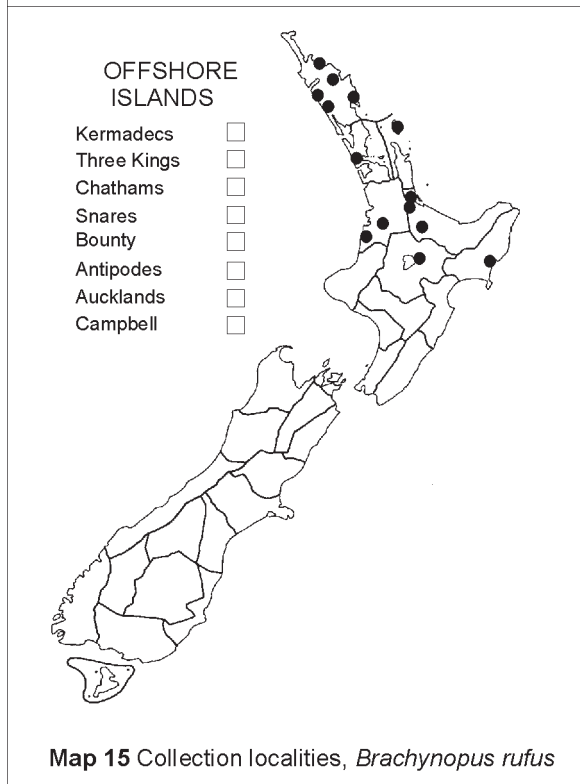 OFFSHORE
ISLANDS
Kermadecs
Three Kings
Chathams
Snares
Bounty
Antipodes
Aucklands
Campbell
Map 15 Collection localities, Brachynopus rufus